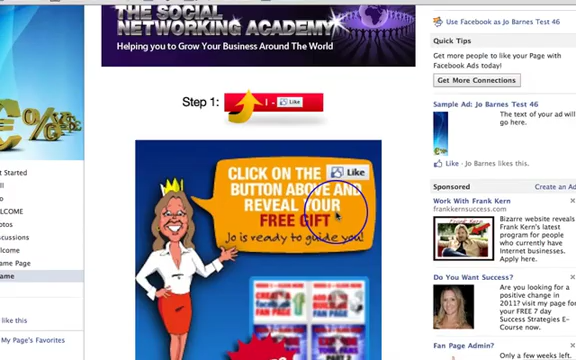 THE SOCIAL
NETWORKING ACADEMY
Helping you to Grow Your Business Around The World
Step 1:
1 - Like
CLICK ON THE Like
BUTTON ABOVE AND
REVEAL YOUR
FREE GIFT
Jo is ready to guide you!
€%%
t Started
ll
o
LCOME
otos
scussions
lcome
ame Page
ame
like this
My Page's Favorites
Use Facebook as Jo Barnes Test 46
Quick Tips
Get more people to like your Page with
Facebook Ads today!
Get More Connections
Sample Ad: Jo Barnes Test 46
The text of your ad will
go here.
Like · Jo Barnes likes this.
Sponsored
Create an Ad
Work With Frank Kern
frankkernsuccess.com
Bizarre website reveals
Frank Kern's latest
program for people
who currently have
Internet businesses.
Do You Want Success?
Are you looking for a
positive change in
2011? visit my page
for your FREE 7 day
Success Strategies E-
Course now.
Fan Page Admin?
Only a few weeks left.